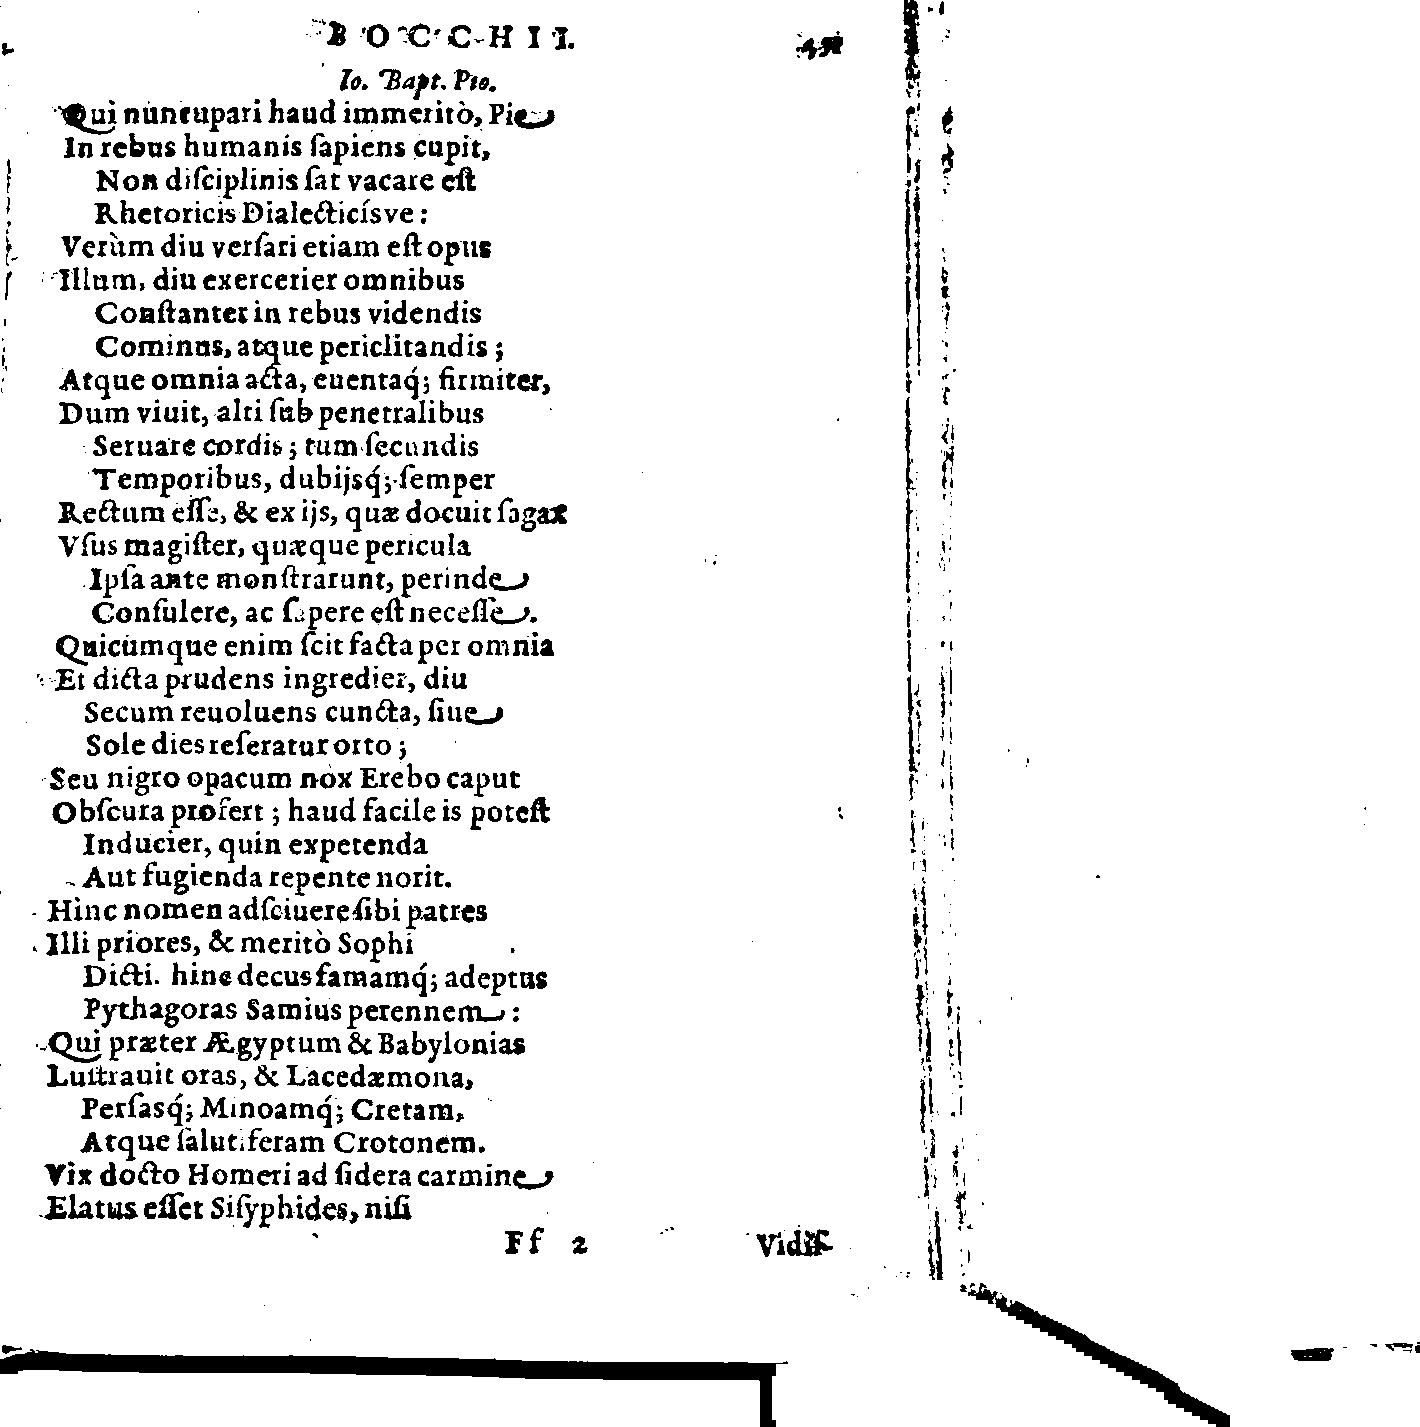 BOCCHII.
Io. Bapt. Pio.
Qui nuncupari haud immeritò, Pie
In rebus humanis ſapiens cupit,
Non diſciplinis ſat vacare eſt
Rhetoricis Dialecticísve:
Verùm diu verſari etiam eſt opus
Illum, diu exercerier omnibus
Conſtanter in rebus videndis
Cominus, atque periclitandis;
Atque omnia acta, euentaq́; firmiter,
Dum viuit, alti ſub penetralibus
Seruare cordis; tum ſecundis
Temporibus, dubijsq́; ſemper
Rectum eſſe, & ex ijs, quæ docuit ſagax
Vſus magiſter, quæque pericula
Ipſa ante monſtrarunt, perinde
Conſulere, ac ſapere eſt neceſſe.
Quicumque enim ſcit facta per omnia
Et dicta prudens ingredier, diu
Secum reuoluens cuncta, ſiue
Sole dies reſeratur orto;
Seu nigro opacum nox Erebo caput
Obſcura profert; haud facile is poteſt
Inducier, quin expetenda
Aut fugienda repente norit.
Hinc nomen adſciuere ſibi patres
Illi priores, & meritò Sophi
Dicti. hinc decus famamq́; adeptus
Pythagoras Samius perennem:
Qui præter Ægyptum & Babylonias
Luſtrauit oras, & Lacedæmona,
Perſasq́; Minoamq́; Cretam,
Atque ſalutiferam Crotonem.
Vix docto Homeri ad ſidera carmine
Elatus eſſet Siſyphides, niſi
Ff 2 Vidiſ-